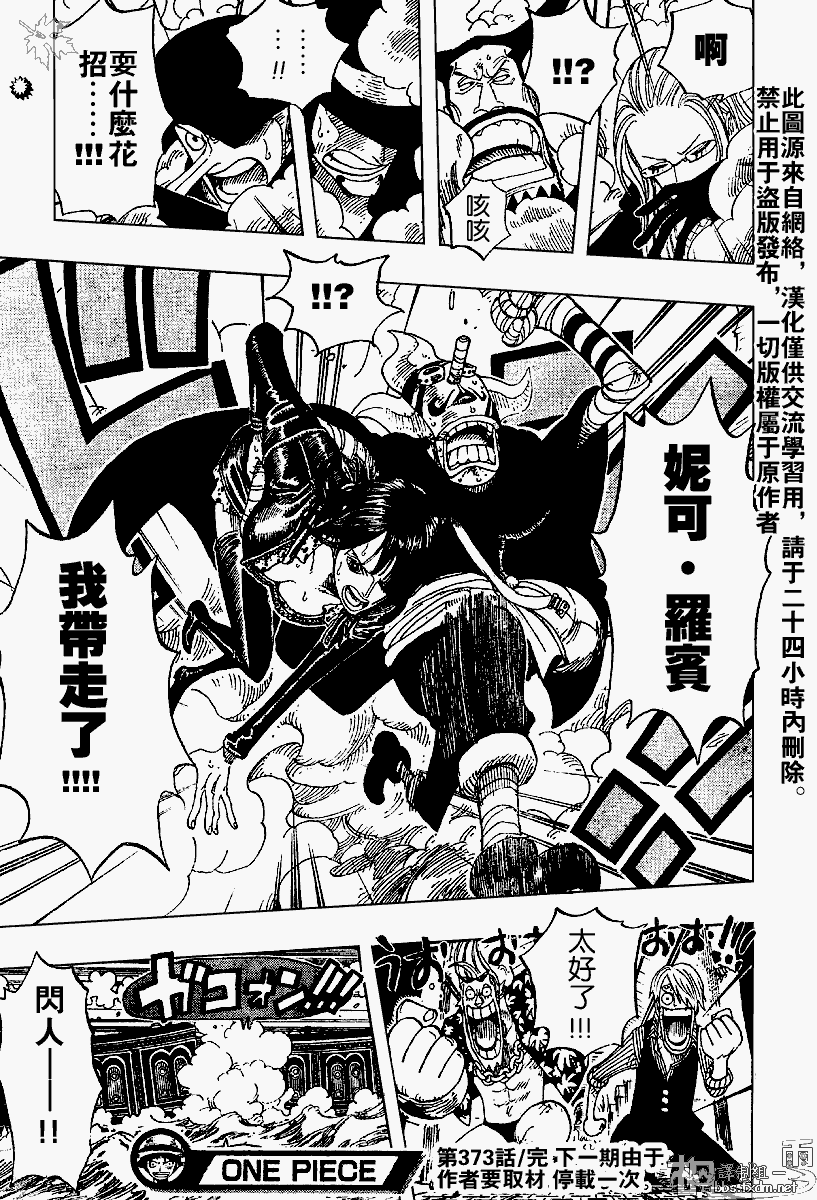 此圖源來自網絡，漢化僅供交流學習用，請于二十四小時內刪除。
禁止用于盜版發布，一切版權屬于原作者
啊
!!?
咳
咳
⋯⋯
⋯!!
耍什麼花
招⋯⋯
!!!
!!?
妮可·羅賓
我帶走了
!!!!
うお
おお!!
太好
了!!!
ガコォン!!!
閃人
——!!
ONE PIECE
第373話/完，下一期由于
作者要取材，停載一次。
雨
譯制組